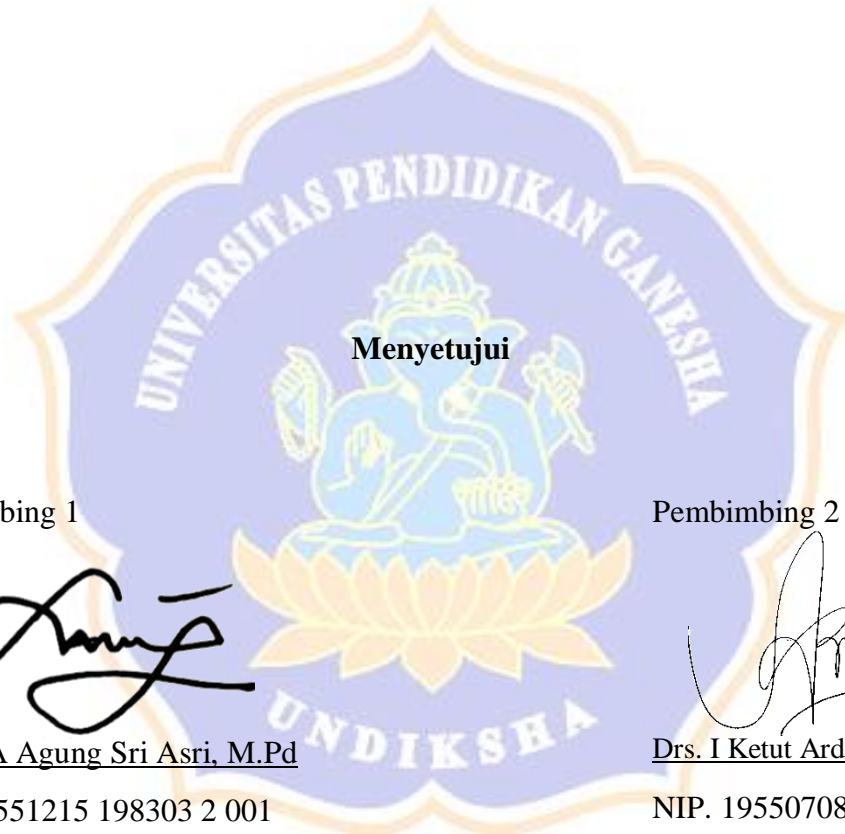 UNIVERSITAS PENDIDIKAN GANESHA
Menyetujui
bing 1
Pembimbing 2
A Agung Sri Asri, M.Pd
Drs. I Ketut Ard
551215 198303 2 001
NIP. 19550708
UNDIKSHA